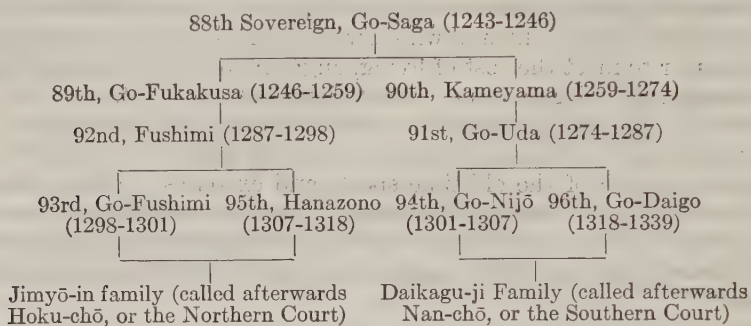 88th Sovereign, Go-Saga (1243-1246)
89th, Go-Fukakusa (1246-1259) 90th, Kameyama (1259-1274)
92nd, Fushimi (1287-1298) 91st, Go-Uda (1274-1287)
93rd, Go-Fushimi 95th, Hanazono 94th, Go-Nijō 96th, Go-Daigo
(1298-1301) (1307-1318) (1301-1307) (1318-1339)
Jimyō-in family (called afterwards Daikagu-ji Family (called afterwards
Hoku-chō, or the Northern Court) Nan-chō, or the Southern Court)